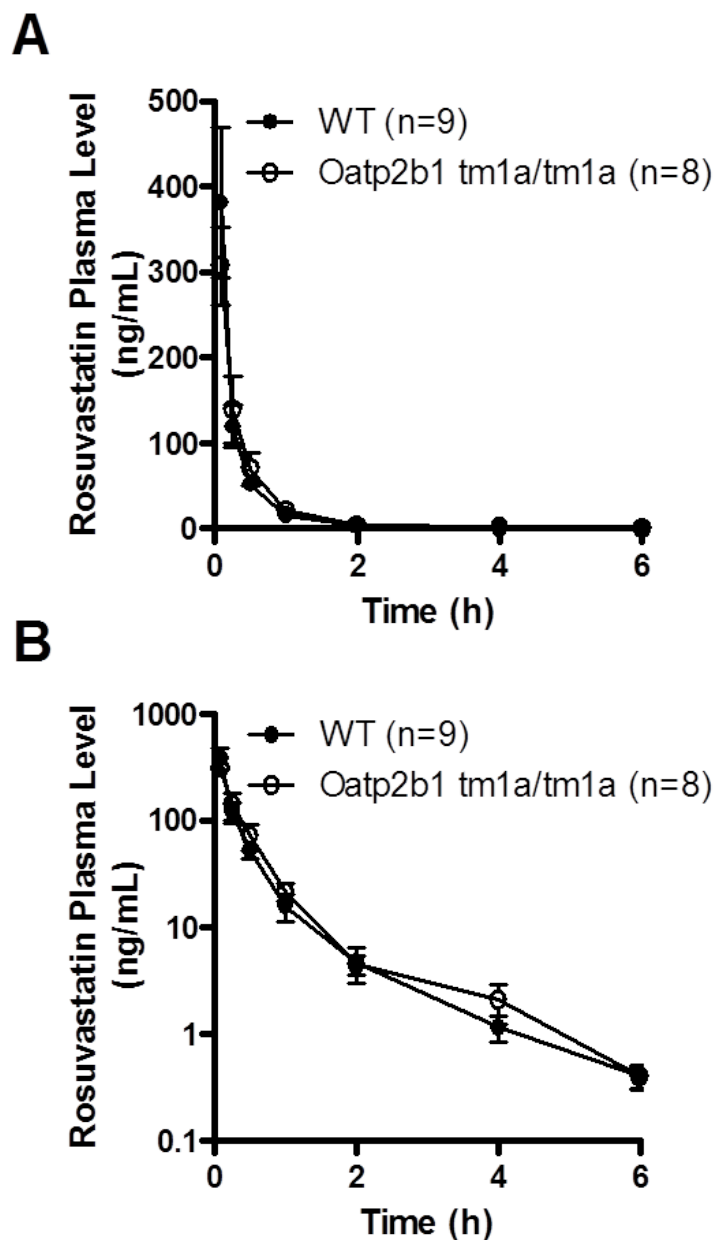 A
Rosuvastatin Plasma Level
(ng/mL)
500
400
300
200
100
0
WT (n=9)
Oatp2b1 tm1a/tm1a (n=8)
0 2 4 6
Time (h)
B
Rosuvastatin Plasma Level
(ng/mL)
1000
100
10
1
0.1
WT (n=9)
Oatp2b1 tm1a/tm1a (n=8)
0 2 4 6
Time (h)